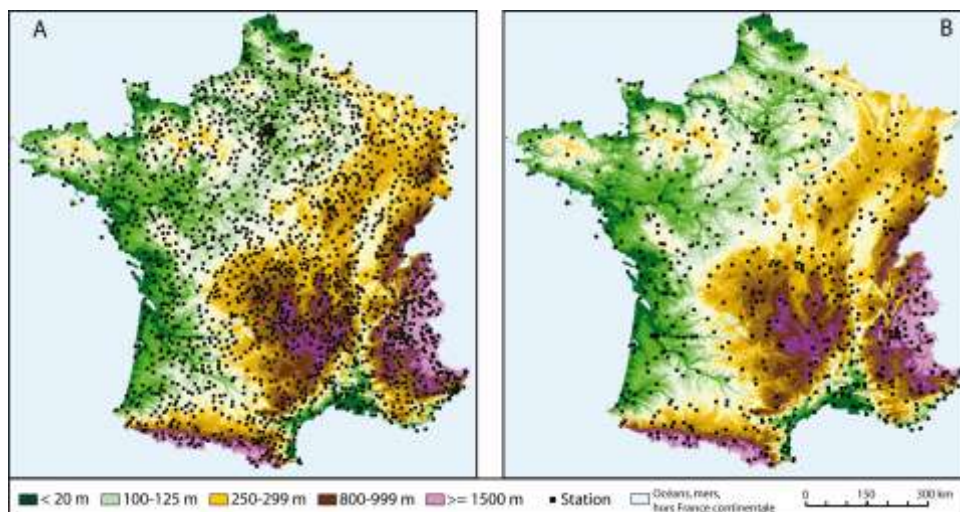 A
B
< 20 m
100-125 m
250-299 m
800-999 m
>= 1500 m
Station
Océans, mers,
hors France continentale
0 150 300 km